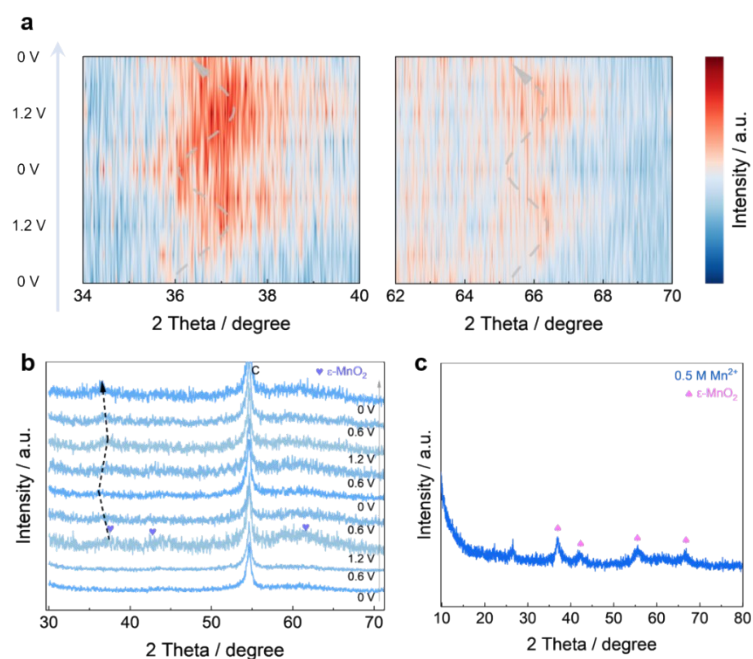 a
0 V
1.2 V
0 V
1.2 V
0 V
34 36 38 40
2 Theta / degree
62 64 66 68 70
2 Theta / degree
Intensity / a.u.
b
♥ ε-MnO₂
C
0 V
0.6 V
1.2 V
0.6 V
0 V
0.6 V
1.2 V
0.6 V
0 V
Intensity / a.u.
30 40 50 60 70
2 Theta / degree
c
0.5 M Mn²⁺
♠ ε-MnO₂
Intensity / a.u.
10 20 30 40 50 60 70 80
2 Theta / degree